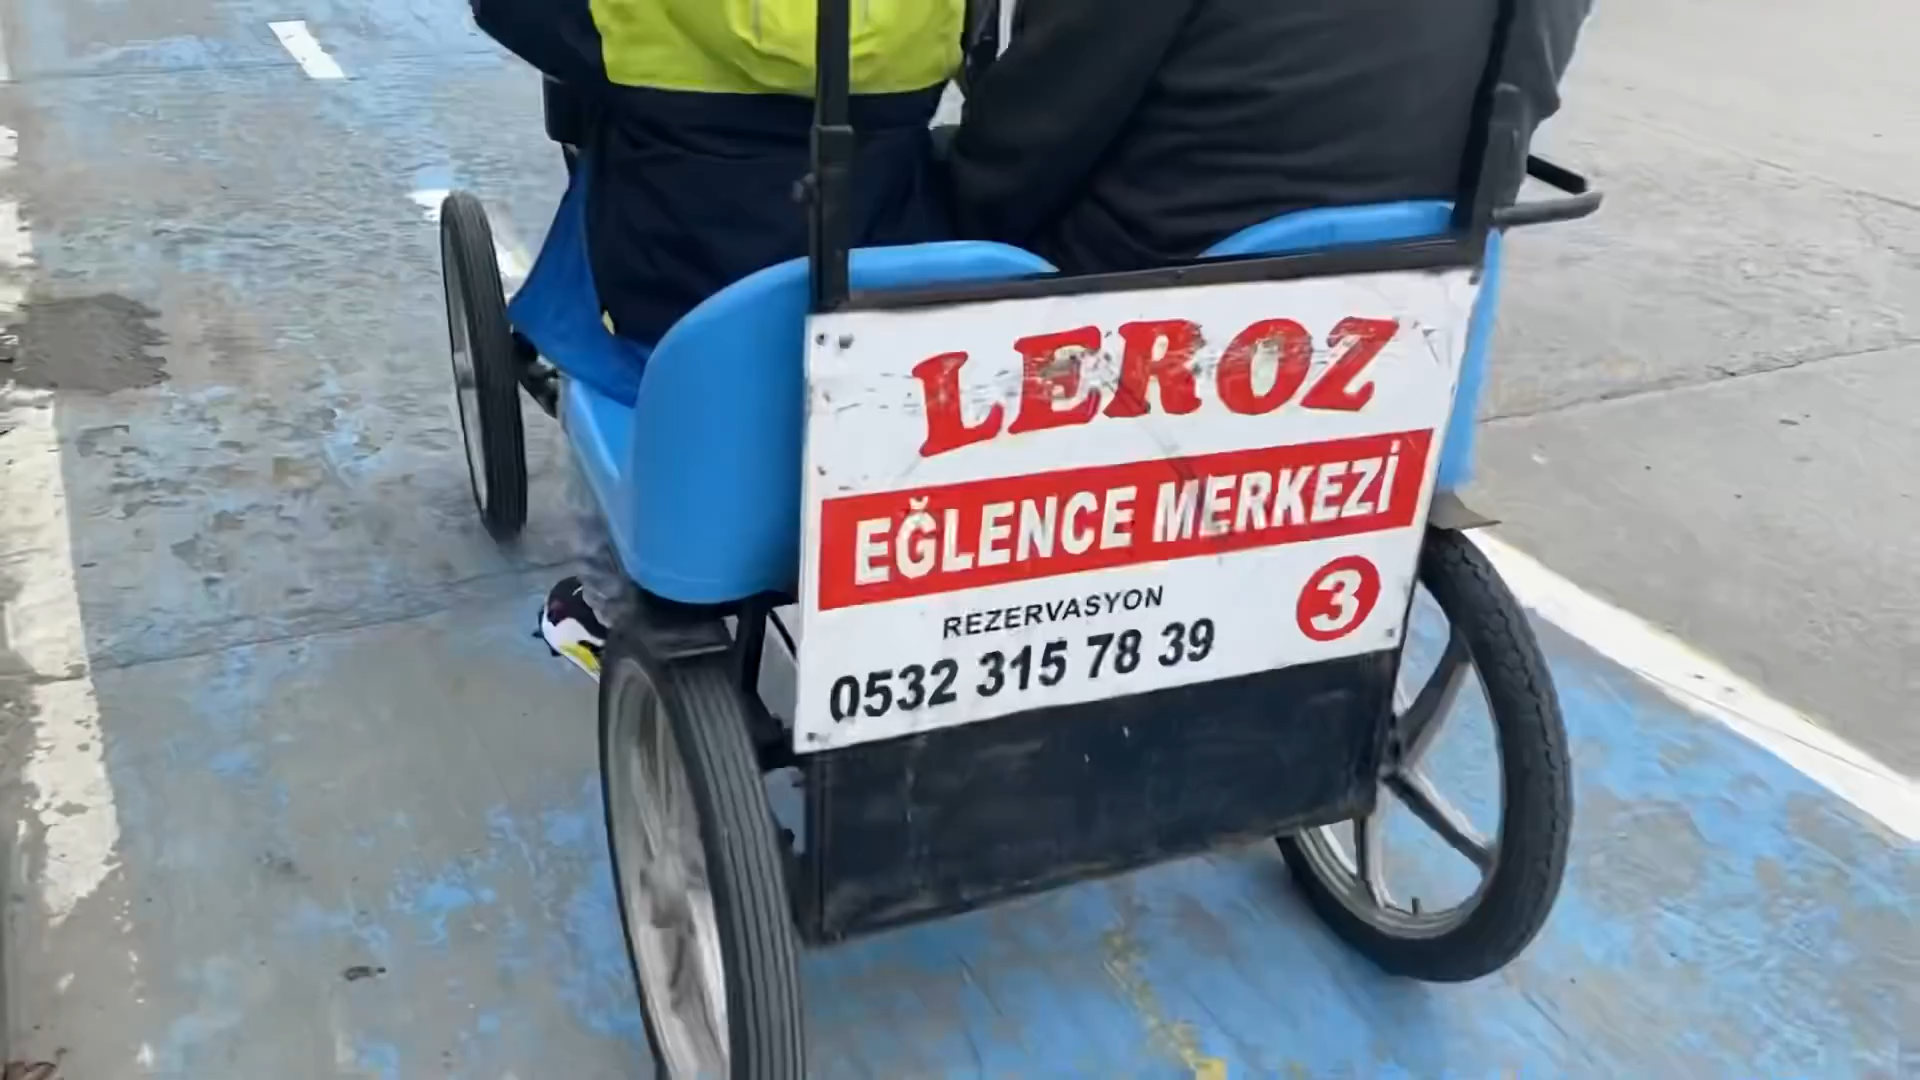 LEROZ
EĞLENCE MERKEZİ
REZERVASYON
3
0532 315 78 39